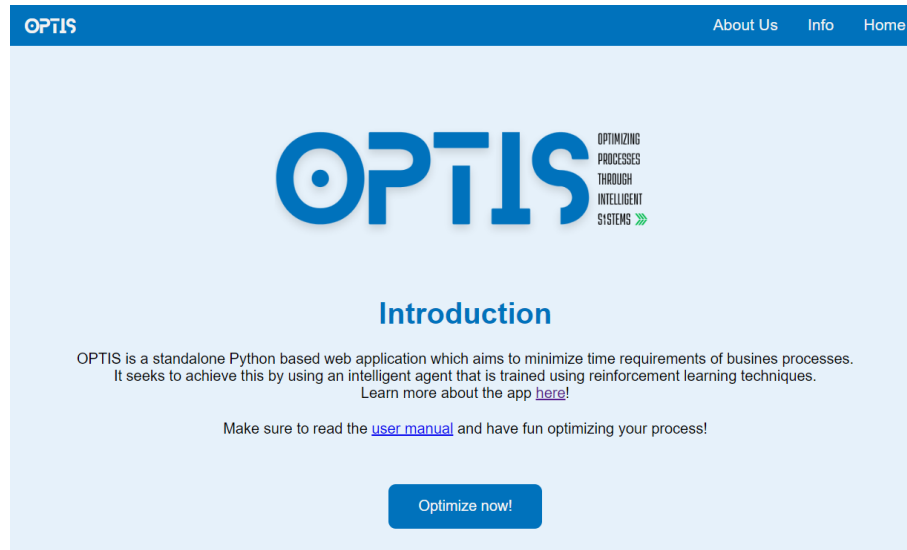 OPTIS
About Us Info Home
OPTIS
OPTIMIZING
PROCESSES
THROUGH
INTELLIGENT
SYSTEMS
Introduction
OPTIS is a standalone Python based web application which aims to minimize time requirements of busines processes.
It seeks to achieve this by using an intelligent agent that is trained using reinforcement learning techniques.
Learn more about the app here!
Make sure to read the user manual and have fun optimizing your process!
Optimize now!